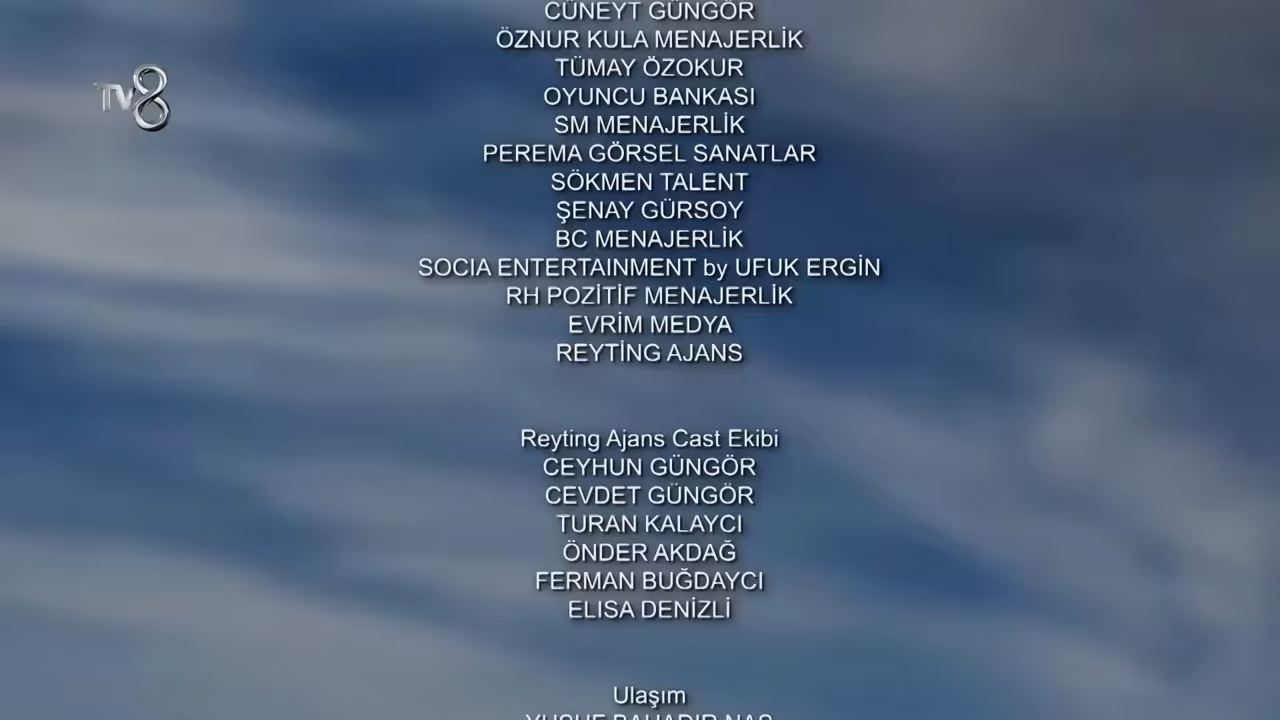 CÜNEYT GÜNGÖR
ÖZNUR KULA MENAJERLİK
TÜMAY ÖZOKUR
OYUNCU BANKASI
SM MENAJERLİK
PEREMA GÖRSEL SANATLAR
SÖKMEN TALENT
ŞENAY GÜRSOY
BC MENAJERLİK
SOCIA ENTERTAINMENT by UFUK ERGİN
RH POZİTİF MENAJERLİK
EVRİM MEDYA
REYTİNG AJANS
Reyting Ajans Cast Ekibi
CEYHUN GÜNGÖR
CEVDET GÜNGÖR
TURAN KALAYCI
ÖNDER AKDAĞ
FERMAN BUĞDAYCI
ELISA DENİZLİ
Ulaşım
TV8